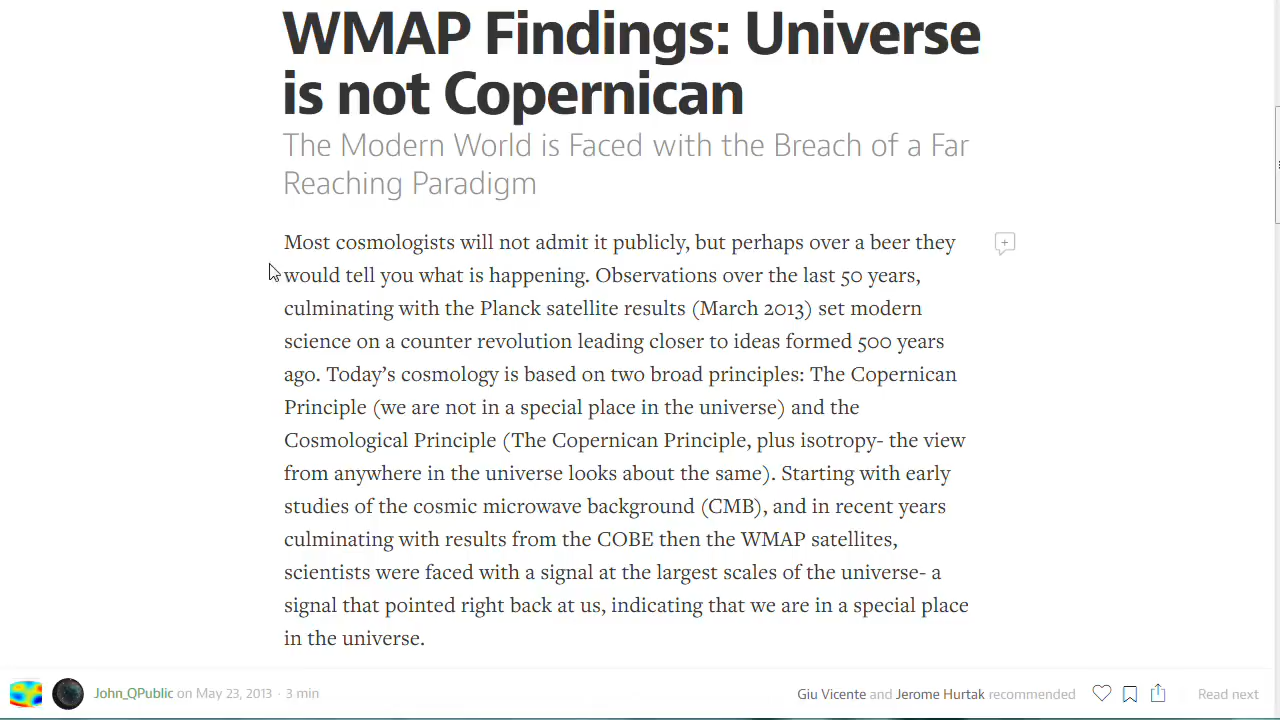 WMAP Findings: Universe
is not Copernican
The Modern World is Faced with the Breach of a Far
Reaching Paradigm
Most cosmologists will not admit it publicly, but perhaps over a beer they
would tell you what is happening. Observations over the last 50 years,
culminating with the Planck satellite results (March 2013) set modern
science on a counter revolution leading closer to ideas formed 500 years
ago. Today’s cosmology is based on two broad principles: The Copernican
Principle (we are not in a special place in the universe) and the
Cosmological Principle (The Copernican Principle, plus isotropy- the view
from anywhere in the universe looks about the same). Starting with early
studies of the cosmic microwave background (CMB), and in recent years
culminating with results from the COBE then the WMAP satellites,
scientists were faced with a signal at the largest scales of the universe- a
signal that pointed right back at us, indicating that we are in a special place
in the universe.
John_QPublic on May 23, 2013 · 3 min
Giu Vicente and Jerome Hurtak recommended
Read next